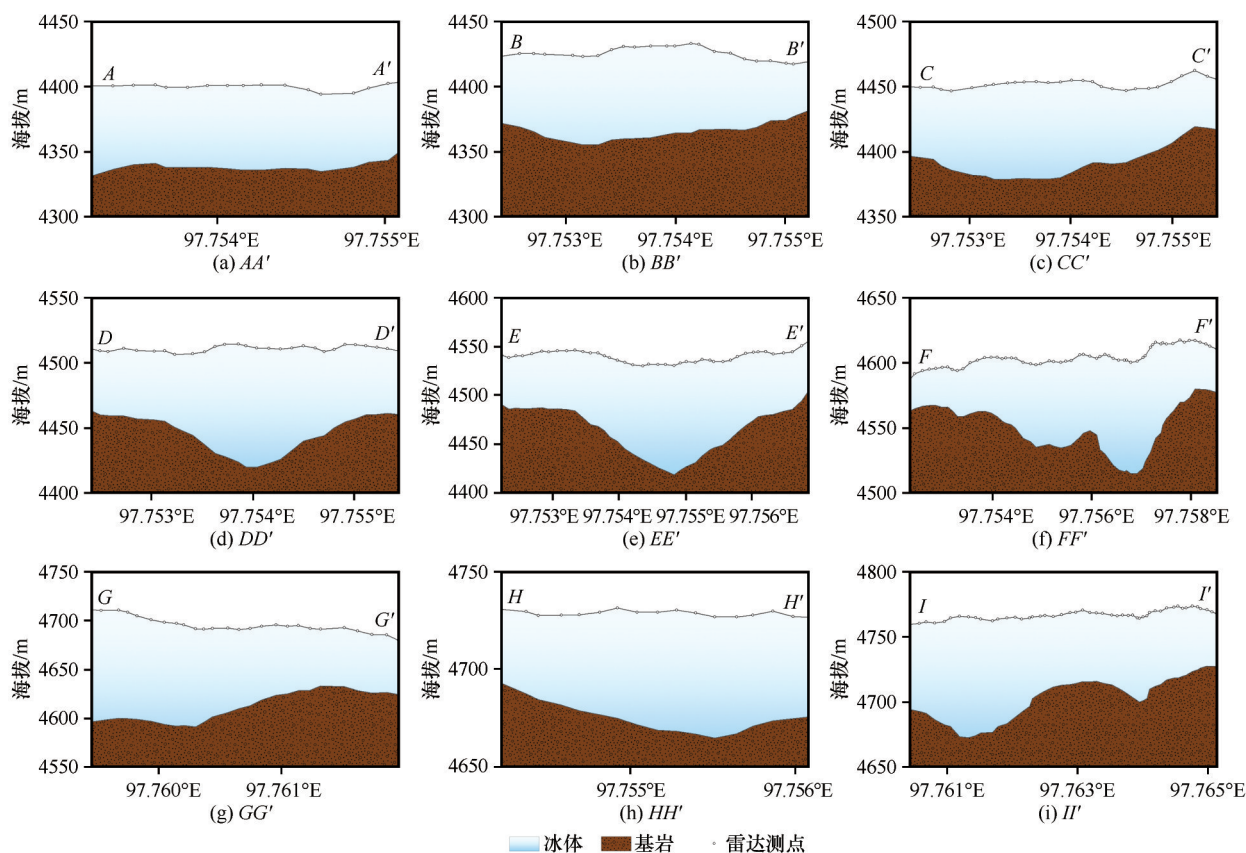 4450
4400
4350
4300
海拔/m
A
A'
97.754°E
97.755°E
(a) AA'
4450
4400
4350
4300
海拔/m
B
B'
97.753°E
97.754°E
97.755°E
(b) BB'
4500
4450
4400
4350
海拔/m
C
C'
97.753°E
97.754°E
97.755°E
(c) CC'
4550
4500
4450
4400
海拔/m
D
D'
97.753°E
97.754°E
97.755°E
(d) DD'
4600
4550
4500
4450
4400
海拔/m
E
E'
97.753°E
97.754°E
97.755°E
97.756°E
(e) EE'
4650
4600
4550
4500
海拔/m
F
F'
97.754°E
97.756°E
97.758°E
(f) FF'
4750
4700
4650
4600
4550
海拔/m
G
G'
97.760°E
97.761°E
(g) GG'
4750
4700
4650
海拔/m
H
H'
97.755°E
97.756°E
(h) HH'
4800
4750
4700
4650
海拔/m
I
I'
97.761°E
97.763°E
97.765°E
(i) II'
冰体 基岩 雷达测点